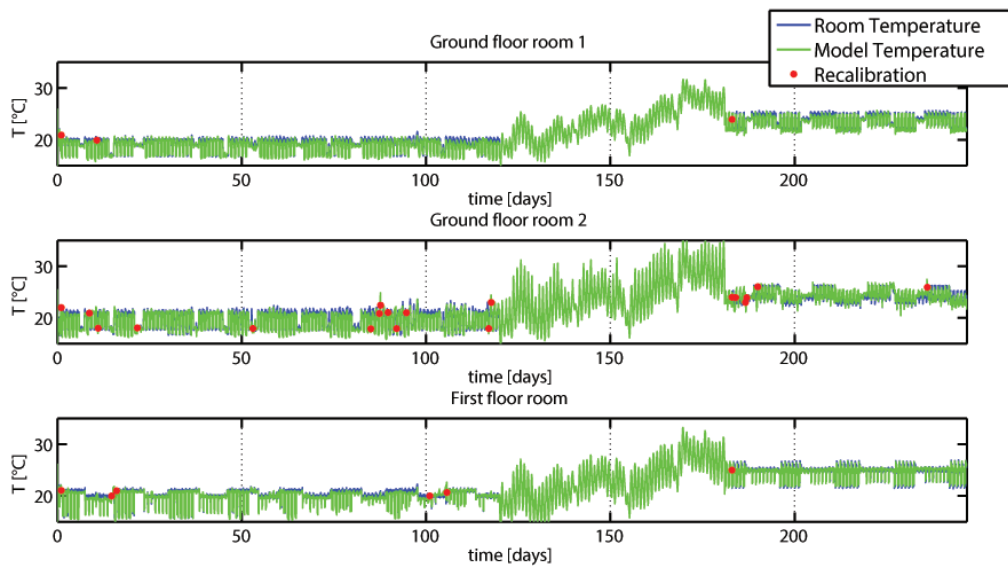 Room Temperature
Model Temperature
Recalibration
Ground floor room 1
T [°C]
30
20
0
50
100
150
200
time [days]
Ground floor room 2
T [°C]
30
20
0
50
100
150
200
time [days]
First floor room
T [°C]
30
20
0
50
100
150
200
time [days]